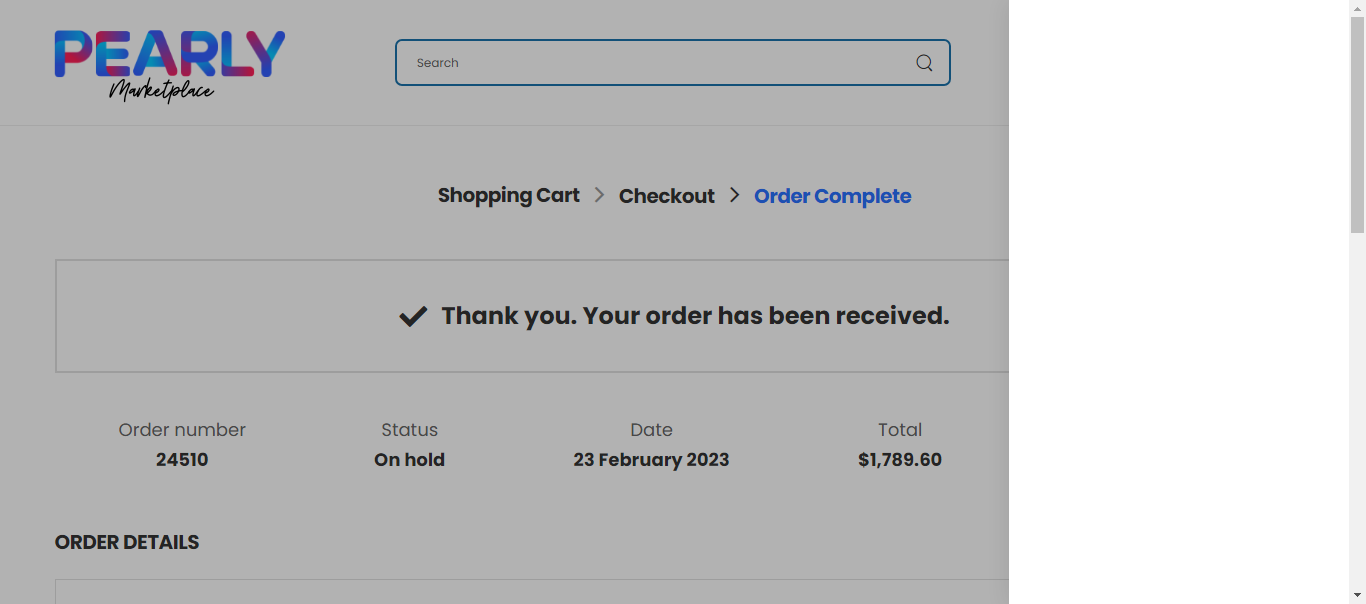 PEARLY
Marketplace
Search
Shopping Cart > Checkout > Order Complete
Thank you. Your order has been received.
Order number Status Date Total
24510 On hold 23 February 2023 $1,789.60
ORDER DETAILS